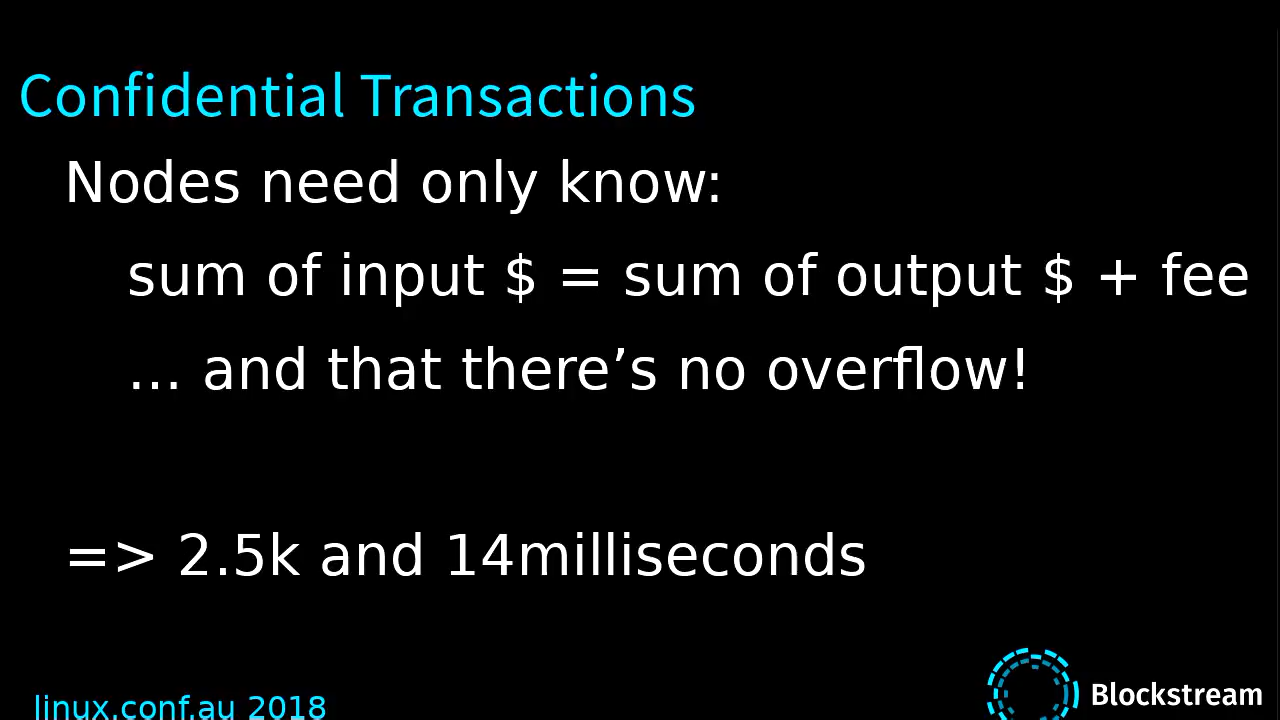 Confidential Transactions
Nodes need only know:
sum of input $ = sum of output $ + fee
… and that there’s no overflow!
=> 2.5k and 14milliseconds
linux.conf.au 2018
Blockstream